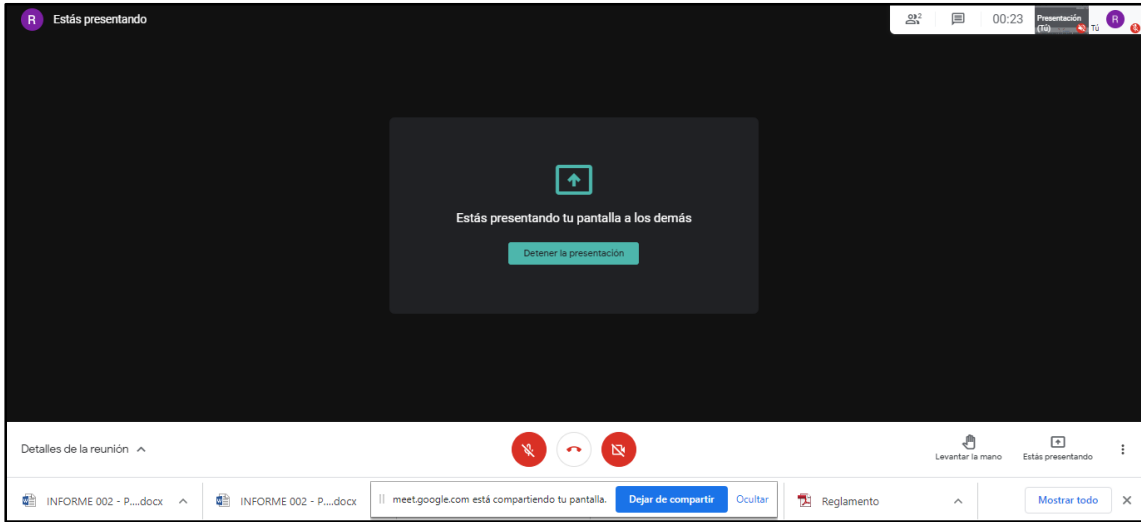 R Estás presentando
2 00:23 Presentación
(Tú) Tú R
Estás presentando tu pantalla a los demás
Detener la presentación
Detalles de la reunión
Levantar la mano Estás presentando
INFORME 002 - P....docx INFORME 002 - P....docx || meet.google.com está compartiendo tu pantalla. Dejar de compartir Ocultar Reglamento Mostrar todo